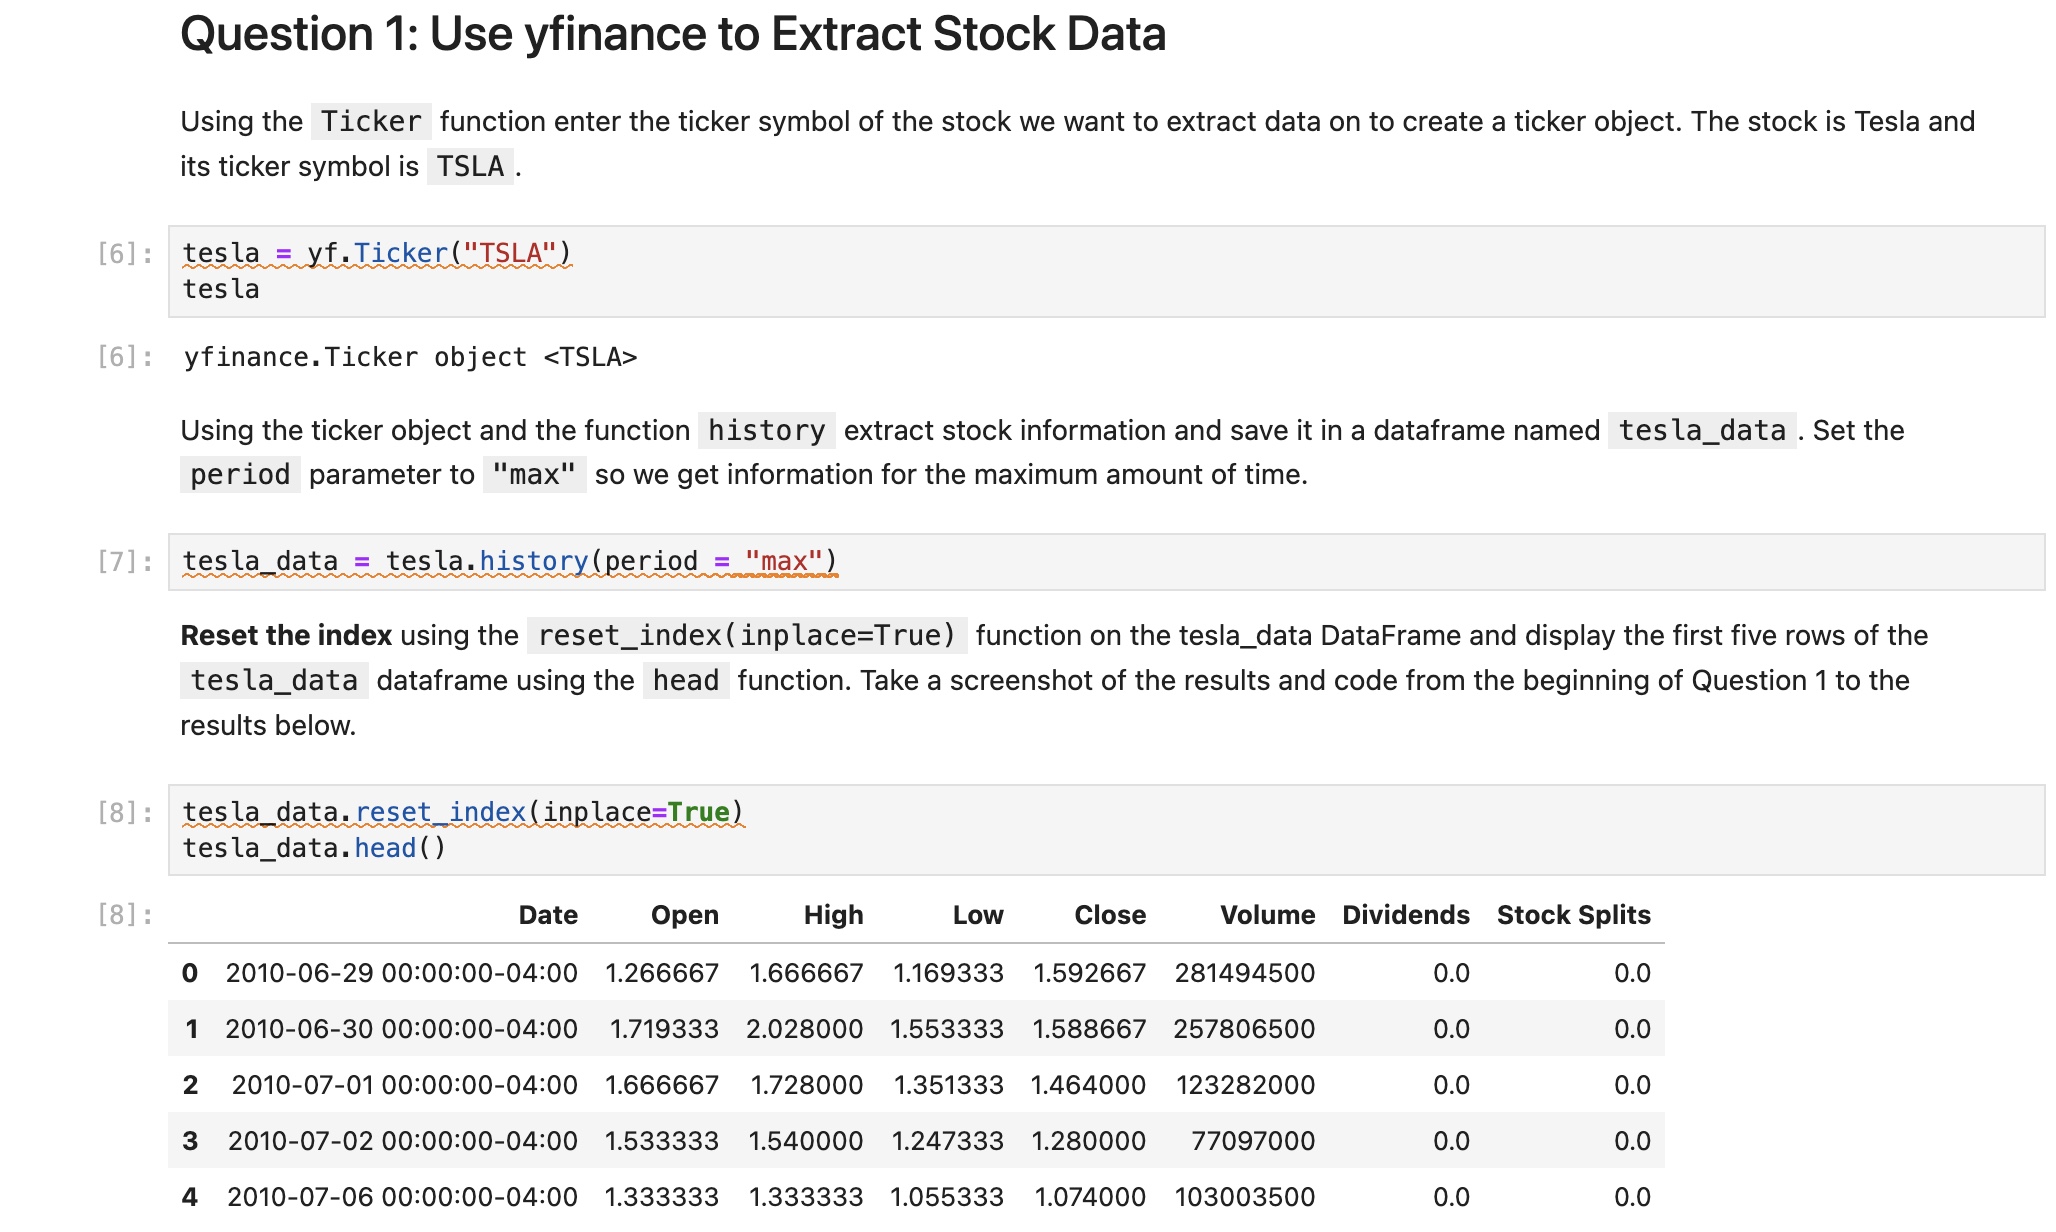 Question 1: Use yfinance to Extract Stock Data
Using the Ticker function enter the ticker symbol of the stock we want to extract data on to create a ticker object. The stock is Tesla and
its ticker symbol is TSLA .
[6]: tesla = yf.Ticker("TSLA")
tesla
[6]: yfinance.Ticker object <TSLA>
Using the ticker object and the function history extract stock information and save it in a dataframe named tesla_data . Set the
period parameter to "max" so we get information for the maximum amount of time.
[7]: tesla_data = tesla.history(period = "max")
Reset the index using the reset_index(inplace=True) function on the tesla_data DataFrame and display the first five rows of the
tesla_data dataframe using the head function. Take a screenshot of the results and code from the beginning of Question 1 to the
results below.
[8]: tesla_data.reset_index(inplace=True)
tesla_data.head()
[8]: Date Open High Low Close Volume Dividends Stock Splits
0 2010-06-29 00:00:00-04:00 1.266667 1.666667 1.169333 1.592667 281494500 0.0 0.0
1 2010-06-30 00:00:00-04:00 1.719333 2.028000 1.553333 1.588667 257806500 0.0 0.0
2 2010-07-01 00:00:00-04:00 1.666667 1.728000 1.351333 1.464000 123282000 0.0 0.0
3 2010-07-02 00:00:00-04:00 1.533333 1.540000 1.247333 1.280000 77097000 0.0 0.0
4 2010-07-06 00:00:00-04:00 1.333333 1.333333 1.055333 1.074000 103003500 0.0 0.0